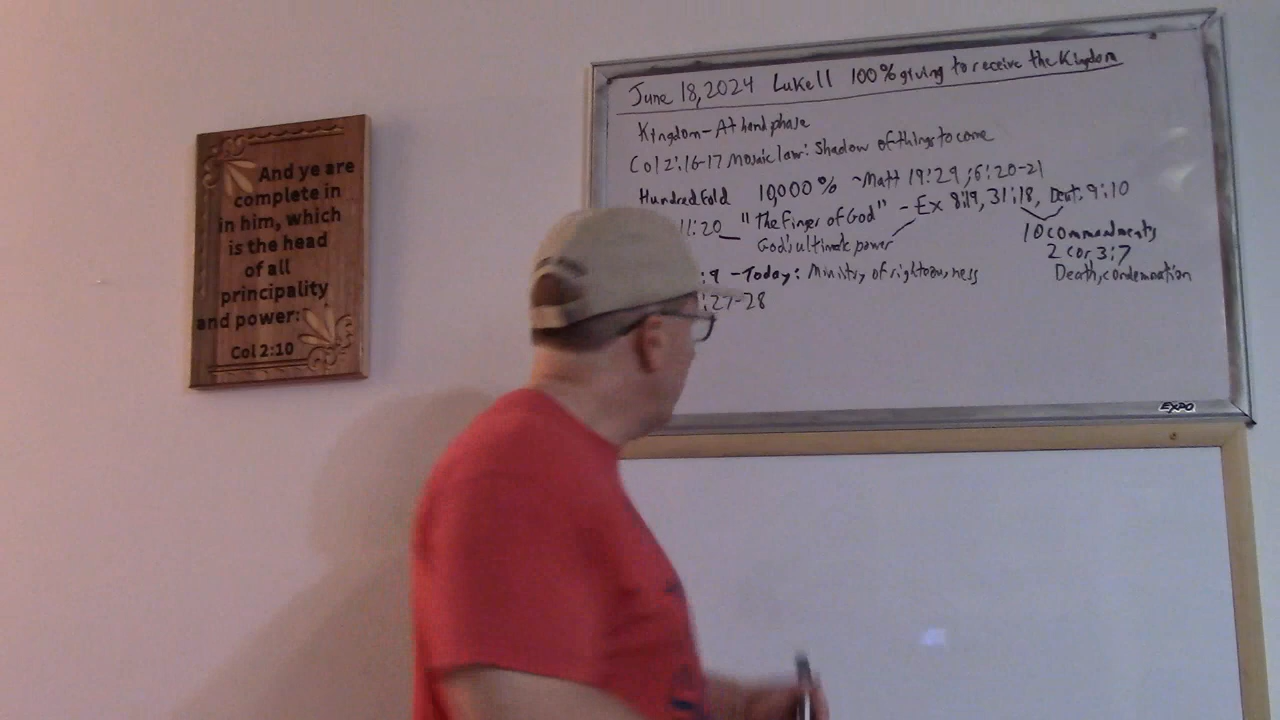 And ye are
complete in
in him, which
is the head
of all
principality
and power:
Col 2:10
June 18, 2024 Luke 11 100% giving to receive the Kingdom
Kingdom - At hand phase
Col 2:16-17 Mosaic law: Shadow of things to come
Hundredfold 10,000% ~Matt 19:29; 6:20-21
11:20 "The Finger of God" - Ex 8:19, 31:18, Deut. 9:10
God's ultimate power
10 commandments
2 Cor 3:7
Death, condemnation
:9 - Today: Ministry of righteousness
:27-28
EXPO